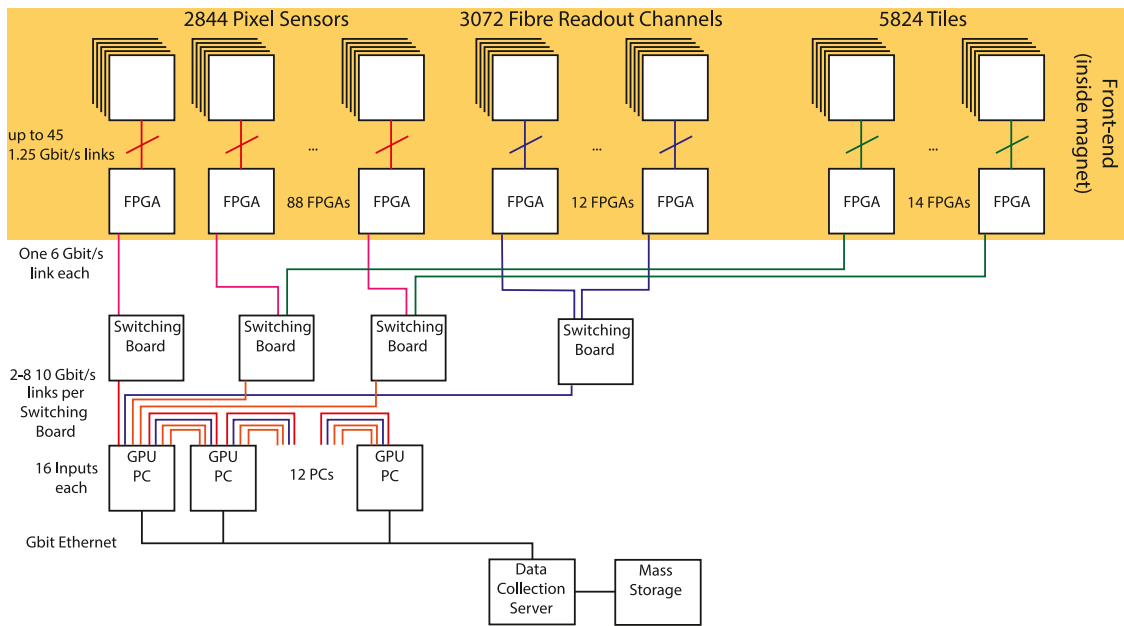 2844 Pixel Sensors
3072 Fibre Readout Channels
5824 Tiles
Front-end
(inside magnet)
up to 45
1.25 Gbit/s links
...
...
...
FPGA
FPGA
88 FPGAs
FPGA
FPGA
12 FPGAs
FPGA
FPGA
14 FPGAs
FPGA
One 6 Gbit/s
link each
Switching
Board
Switching
Board
Switching
Board
Switching
Board
2-8 10 Gbit/s
links per
Switching
Board
16 Inputs
each
GPU
PC
GPU
PC
12 PCs
GPU
PC
Gbit Ethernet
Data
Collection
Server
Mass
Storage